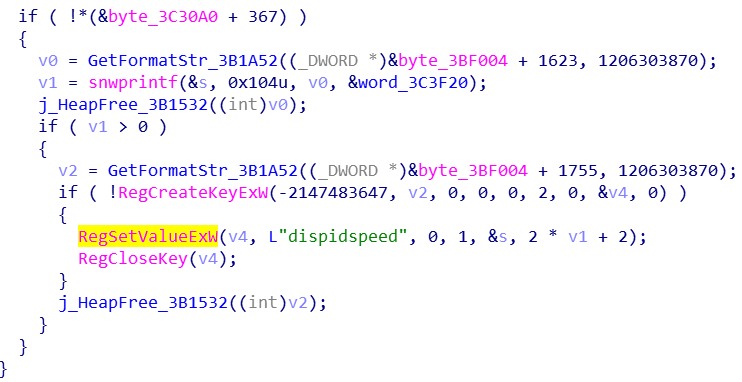 if ( !*(&byte_3C30A0 + 367) )
{
v0 = GetFormatStr_3B1A52((_DWORD *)&byte_3BF004 + 1623, 1206303870);
v1 = snwprintf(&s, 0x104u, v0, &word_3C3F20);
j_HeapFree_3B1532((int)v0);
if ( v1 > 0 )
{
v2 = GetFormatStr_3B1A52((_DWORD *)&byte_3BF004 + 1755, 1206303870);
if ( !RegCreateKeyExW(-2147483647, v2, 0, 0, 0, 2, 0, &v4, 0) )
{
RegSetValueExW(v4, L"dispidspeed", 0, 1, &s, 2 * v1 + 2);
RegCloseKey(v4);
}
j_HeapFree_3B1532((int)v2);
}
}
}